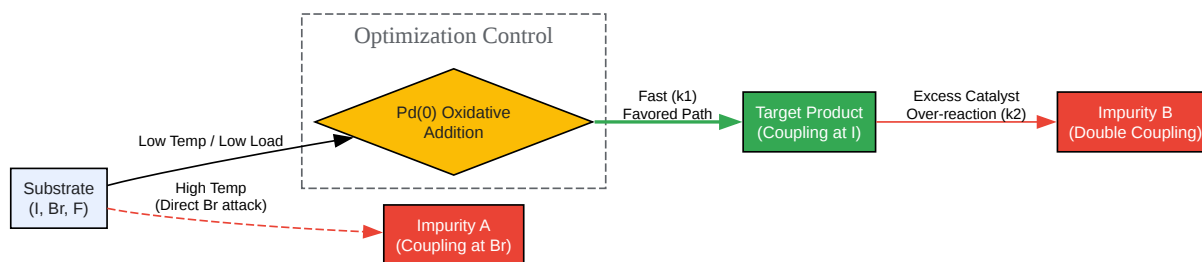 Optimization Control
Pd(0) Oxidative
Addition
Fast (k1)
Favored Path
Target Product
(Coupling at I)
Excess Catalyst
Over-reaction (k2)
Impurity B
(Double Coupling)
Low Temp / Low Load
Substrate
(I, Br, F)
High Temp
(Direct Br attack)
Impurity A
(Coupling at Br)